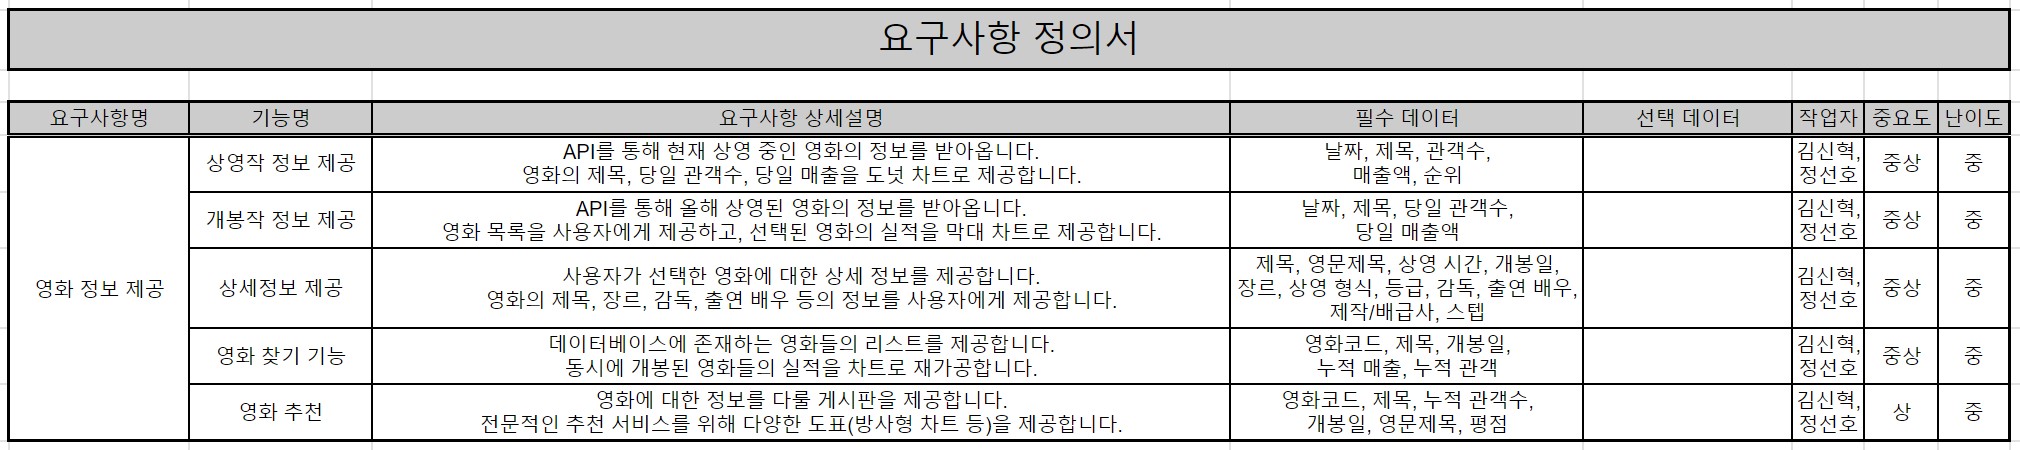 요구사항 정의서
요구사항명 기능명 요구사항 상세설명 필수 데이터 선택 데이터 작업자 중요도 난이도
영화 정보 제공
상영작 정보 제공
API를 통해 현재 상영 중인 영화의 정보를 받아옵니다.
영화의 제목, 당일 관객수, 당일 매출을 도넛 차트로 제공합니다.
날짜, 제목, 관객수,
매출액, 순위
김신혁,
정선호
중상
중
개봉작 정보 제공
API를 통해 올해 상영된 영화의 정보를 받아옵니다.
영화 목록을 사용자에게 제공하고, 선택된 영화의 실적을 막대 차트로 제공합니다.
날짜, 제목, 당일 관객수,
당일 매출액
김신혁,
정선호
중상
중
상세정보 제공
사용자가 선택한 영화에 대한 상세 정보를 제공합니다.
영화의 제목, 장르, 감독, 출연 배우 등의 정보를 사용자에게 제공합니다.
제목, 영문제목, 상영 시간, 개봉일,
장르, 상영 형식, 등급, 감독, 출연 배우,
제작/배급사, 스텝
김신혁,
정선호
중상
중
영화 찾기 기능
데이터베이스에 존재하는 영화들의 리스트를 제공합니다.
동시에 개봉된 영화들의 실적을 차트로 재가공합니다.
영화코드, 제목, 개봉일,
누적 매출, 누적 관객
김신혁,
정선호
중상
중
영화 추천
영화에 대한 정보를 다룰 게시판을 제공합니다.
전문적인 추천 서비스를 위해 다양한 도표(방사형 차트 등)을 제공합니다.
영화코드, 제목, 누적 관객수,
개봉일, 영문제목, 평점
김신혁,
정선호
상
중